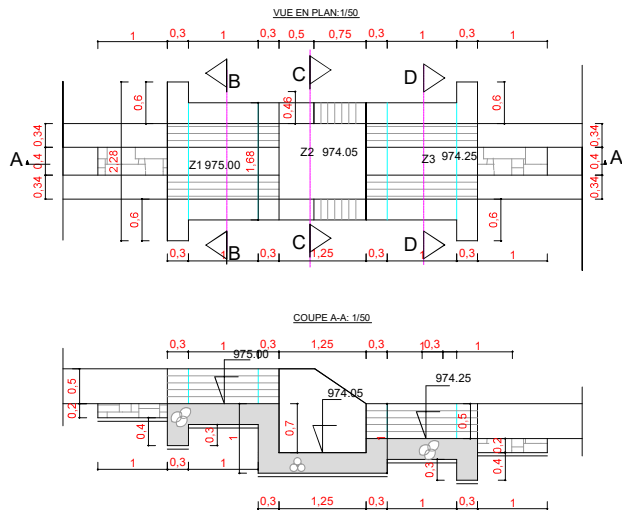 VUE EN PLAN:1/50
1 0,3 1 0,3 0,5 0,75 0,3 1 0,3 1
B C D
0,6 0,46 0,6
0,34 0,34
A 0,4 2,28 Z1 975.00 1,68 Z2 974.05 Z3 974.25 0,4 A
0,34 0,34
0,6 0,6
B C D
0,3 1 0,3 1,25 0,3 1 0,3 1
COUPE A-A: 1/50
0,3 1 0,3 1,25 0,3 1 0,3 1
975.00
0,5 974.05 974.25
0,2 0,4 0,3 1 0,7 1 0,5 0,2
0,3 0,4
1 0,3 1
0,3 1,25 0,3 1 0,3 1